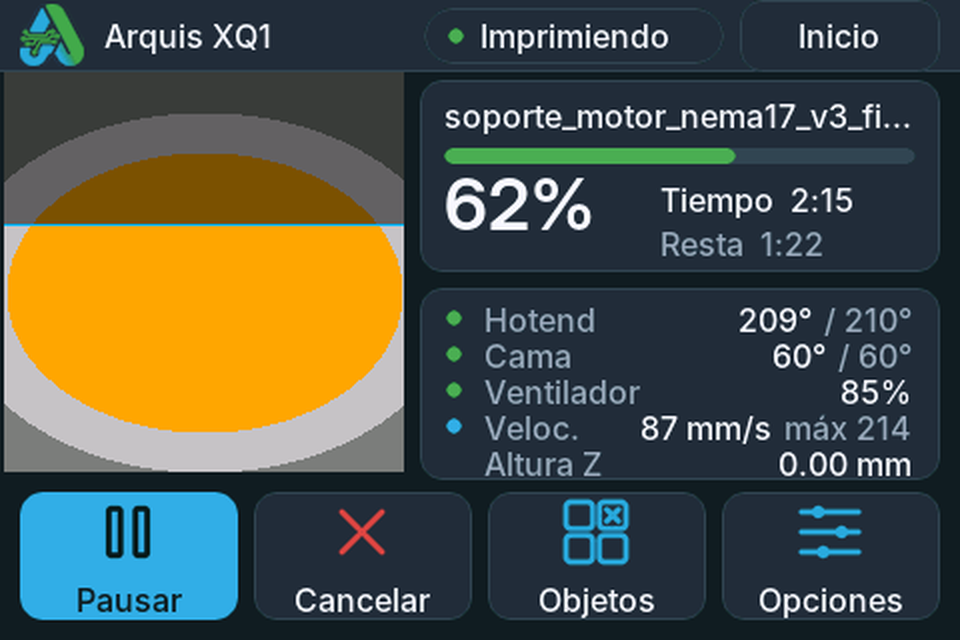 Arquis XQ1
Imprimiendo
Inicio
soporte_motor_nema17_v3_fi...
62%
Tiempo 2:15
Resta 1:22
Hotend 209° / 210°
Cama 60° / 60°
Ventilador 85%
Veloc. 87 mm/s máx 214
Altura Z 0.00 mm
Pausar
Cancelar
Objetos
Opciones